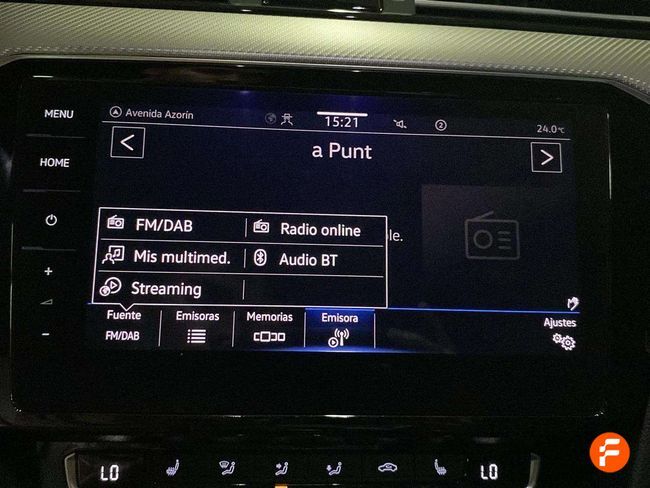 MENU
Avenida Azorín
15:21
2
24.0°C
HOME
a Punt
FM/DAB
Radio online
le.
Mis multimed.
Audio BT
Streaming
Fuente
Emisoras
Memorias
Emisora
Ajustes
FM/DAB
LO
LO